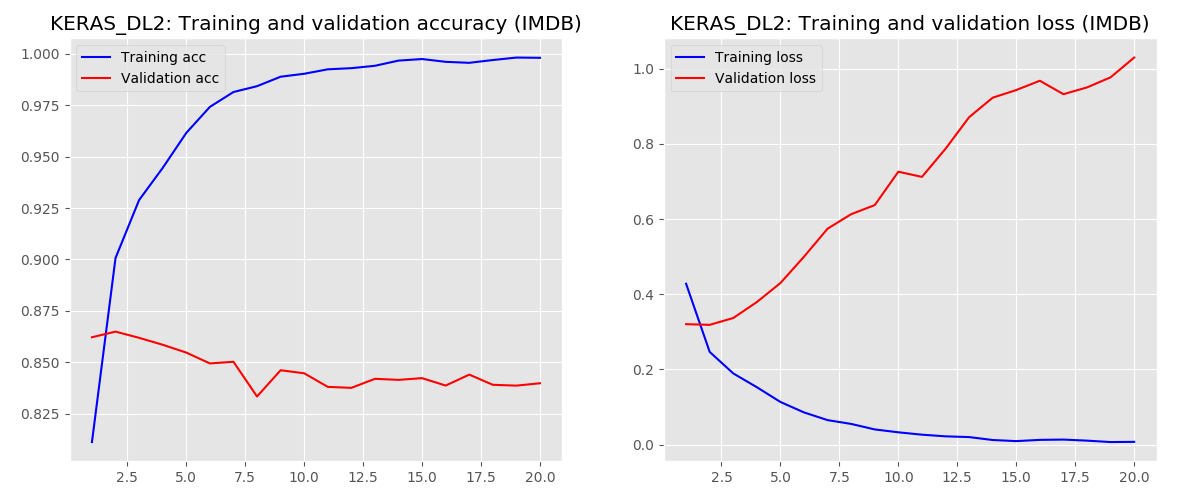 KERAS_DL2: Training and validation accuracy (IMDB)
Training acc
Validation acc
1.000
0.975
0.950
0.925
0.900
0.875
0.850
0.825
2.5 5.0 7.5 10.0 12.5 15.0 17.5 20.0
KERAS_DL2: Training and validation loss (IMDB)
Training loss
Validation loss
1.0
0.8
0.6
0.4
0.2
0.0
2.5 5.0 7.5 10.0 12.5 15.0 17.5 20.0